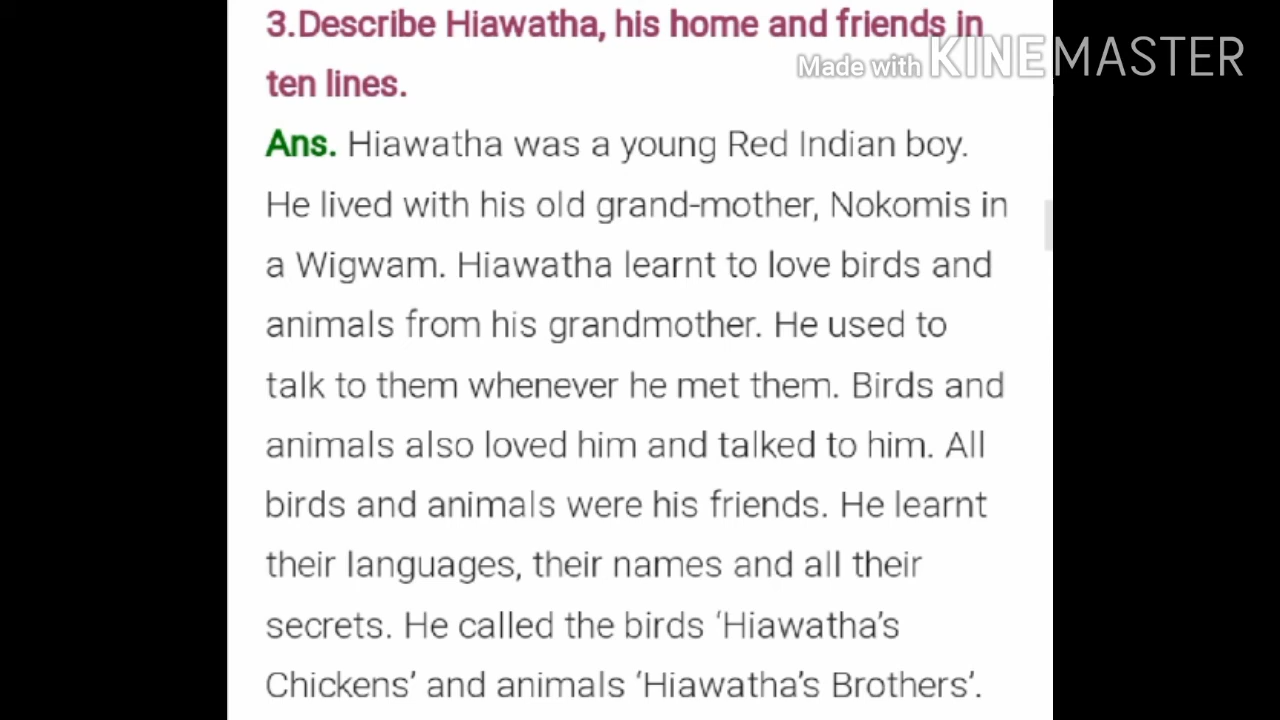 3.Describe Hiawatha, his home and friends in
Made with KINEMASTER
ten lines.
Ans. Hiawatha was a young Red Indian boy.
He lived with his old grand-mother, Nokomis in
a Wigwam. Hiawatha learnt to love birds and
animals from his grandmother. He used to
talk to them whenever he met them. Birds and
animals also loved him and talked to him. All
birds and animals were his friends. He learnt
their languages, their names and all their
secrets. He called the birds ‘Hiawatha’s
Chickens’ and animals ‘Hiawatha’s Brothers’.